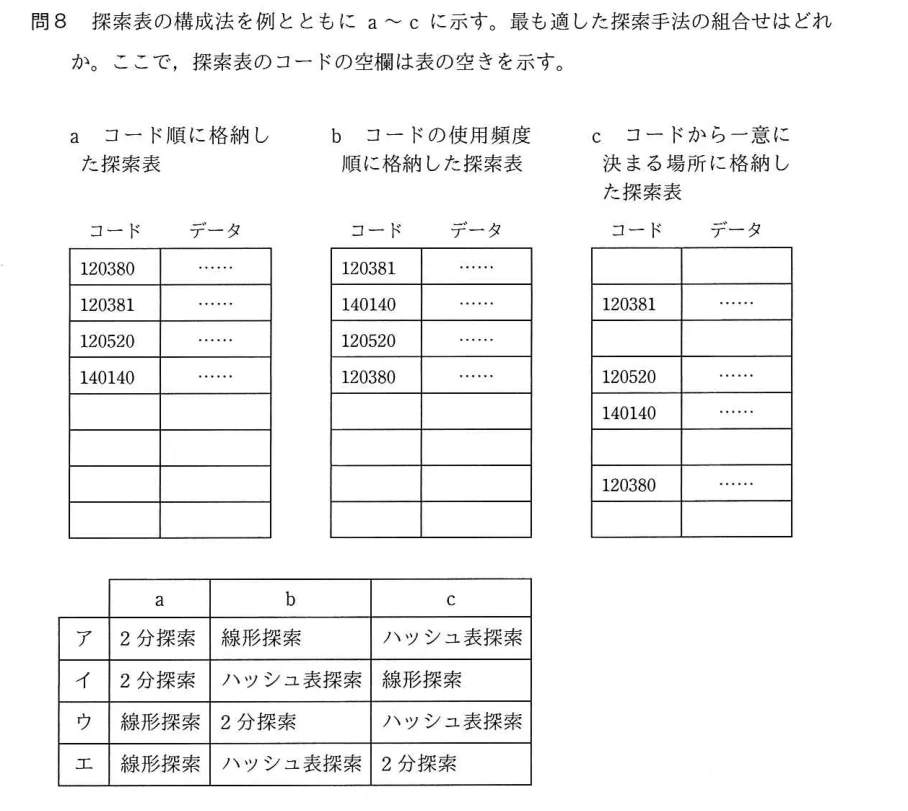 問8 探索表の構成法を例とともに a ～ c に示す。最も適した探索手法の組合せはどれ
か。ここで，探索表のコードの空欄は表の空きを示す。
a コード順に格納し
た探索表
b コードの使用頻度
順に格納した探索表
c コードから一意に
決まる場所に格納し
た探索表
コード データ
120380 ……
120381 ……
120520 ……
140140 ……
コード データ
120381 ……
140140 ……
120520 ……
120380 ……
コード データ
120381 ……
120520 ……
140140 ……
120380 ……
a b c
ア 2分探索 線形探索 ハッシュ表探索
イ 2分探索 ハッシュ表探索 線形探索
ウ 線形探索 2分探索 ハッシュ表探索
エ 線形探索 ハッシュ表探索 2分探索